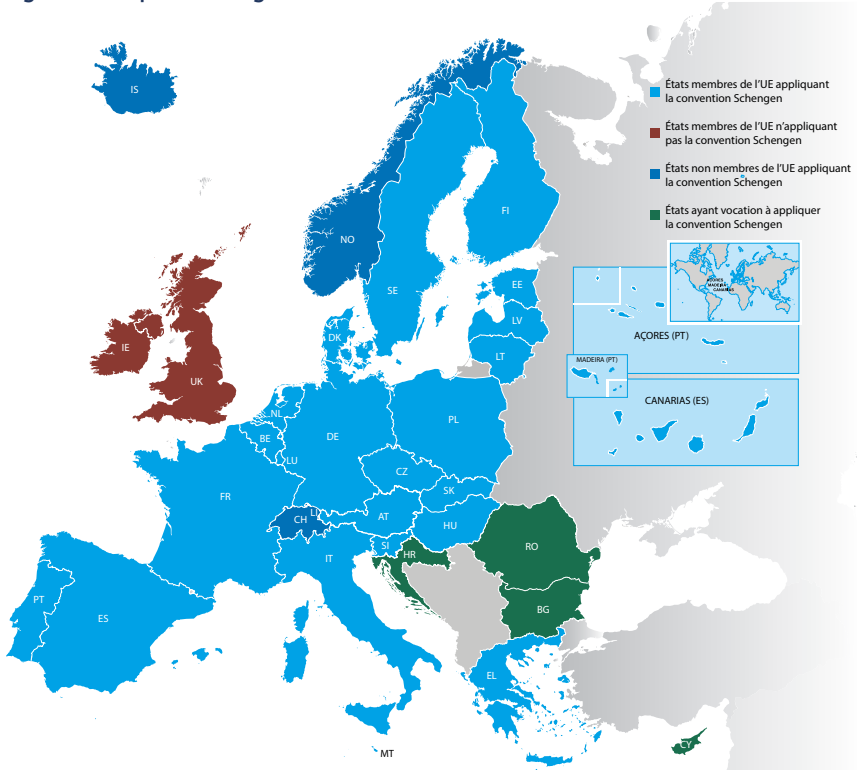 IS
États membres de l'UE appliquant
la convention Schengen
États membres de l'UE n'appliquant
pas la convention Schengen
États non membres de l'UE appliquant
la convention Schengen
États ayant vocation à appliquer
la convention Schengen
FI
NO
SE
EE
LV
LT
DK
IE
UK
AÇORES
MADEIRA
CANARIAS
AÇORES (PT)
MADEIRA (PT)
CANARIAS (ES)
NL
BE
DE
PL
LU
CZ
FR
SK
LI
CH
AT
HU
SI
HR
RO
IT
PT
ES
BG
EL
CY
MT